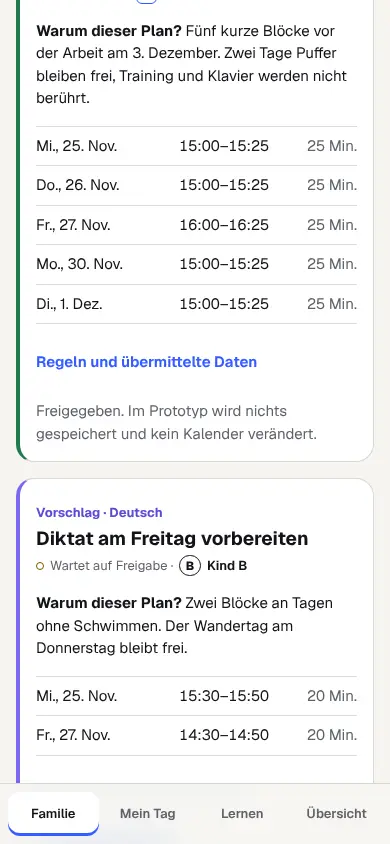 Warum dieser Plan? Fünf kurze Blöcke vor
der Arbeit am 3. Dezember. Zwei Tage Puffer
bleiben frei, Training und Klavier werden nicht
berührt.
Mi., 25. Nov. 15:00–15:25 25 Min.
Do., 26. Nov. 15:00–15:25 25 Min.
Fr., 27. Nov. 16:00–16:25 25 Min.
Mo., 30. Nov. 15:00–15:25 25 Min.
Di., 1. Dez. 15:00–15:25 25 Min.
Regeln und übermittelte Daten
Freigegeben. Im Prototyp wird nichts
gespeichert und kein Kalender verändert.
Vorschlag · Deutsch
Diktat am Freitag vorbereiten
Wartet auf Freigabe · B Kind B
Warum dieser Plan? Zwei Blöcke an Tagen
ohne Schwimmen. Der Wandertag am
Donnerstag bleibt frei.
Mi., 25. Nov. 15:30–15:50 20 Min.
Fr., 27. Nov. 14:30–14:50 20 Min.
Familie Mein Tag Lernen Übersicht